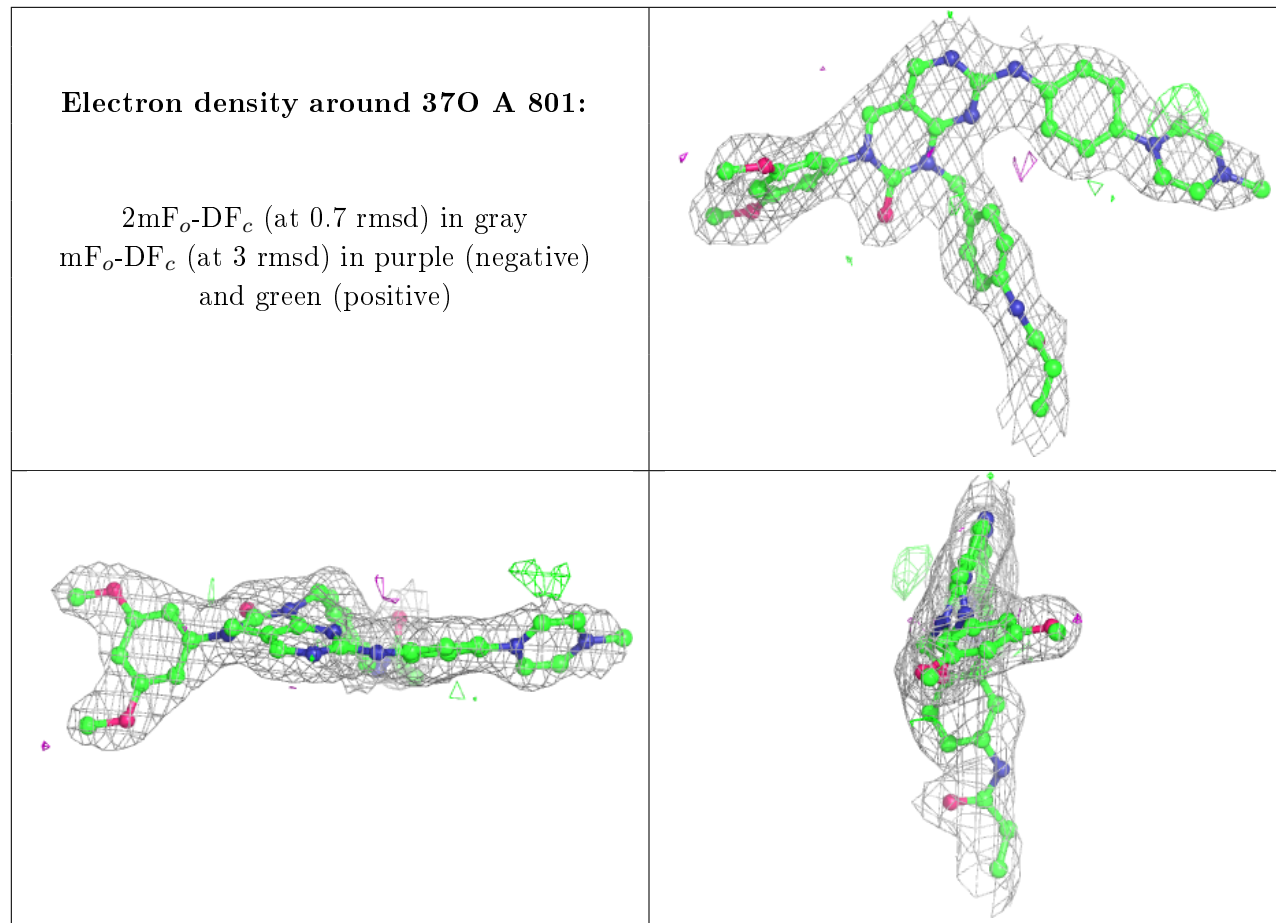 Electron density around 37O A 801:
2mFo-DFc (at 0.7 rmsd) in gray
mFo-DFc (at 3 rmsd) in purple (negative)
and green (positive)